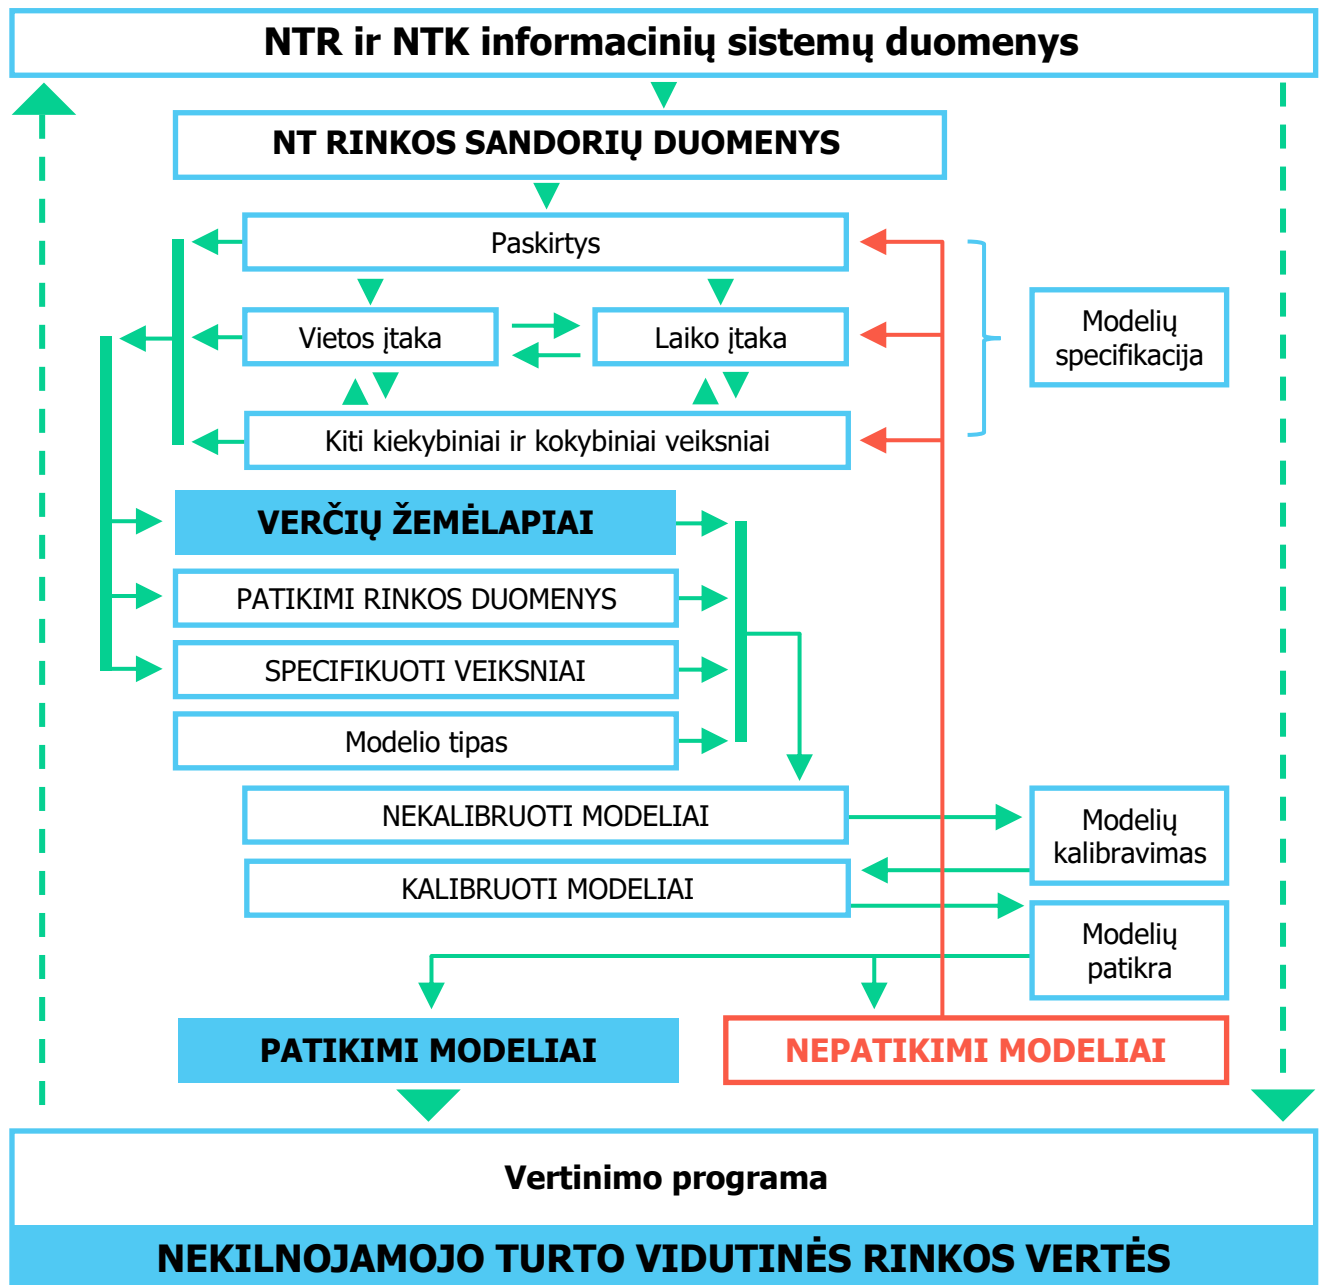 NTR ir NTK informacinių sistemų duomenys
NT RINKOS SANDORIŲ DUOMENYS
Paskirtys
Vietos įtaka
Laiko įtaka
Modelių
specifikacija
Kiti kiekybiniai ir kokybiniai veiksniai
VERČIŲ ŽEMĖLAPIAI
PATIKIMI RINKOS DUOMENYS
SPECIFIKUOTI VEIKSNIAI
Modelio tipas
NEKALIBRUOTI MODELIAI
Modelių
kalibravimas
KALIBRUOTI MODELIAI
Modelių
patikra
PATIKIMI MODELIAI
NEPATIKIMI MODELIAI
Vertinimo programa
NEKILNOJAMOJO TURTO VIDUTINĖS RINKOS VERTĖS